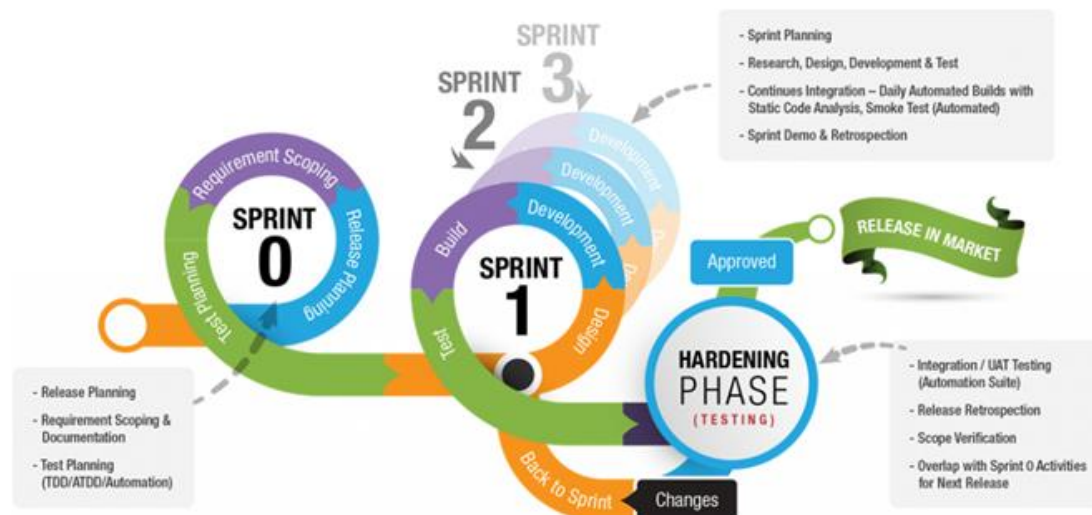 SPRINT
3
SPRINT
2
- Sprint Planning
- Research, Design, Development & Test
- Continues Integration – Daily Automated Builds with
Static Code Analysis, Smoke Test (Automated)
- Sprint Demo & Retrospection
Requirement Scoping
Release Planning
Test Planning
SPRINT
0
Development
Development
Build
Development
Design
Test
SPRINT
1
Approved
RELEASE IN MARKET
HARDENING
PHASE
(TESTING)
- Release Planning
- Requirement Scoping &
Documentation
- Test Planning
(TDD/ATDD/Automation)
- Integration / UAT Testing
(Automation Suite)
- Release Retrospection
- Scope Verification
- Overlap with Sprint 0 Activities
for Next Release
Back to Sprint
Changes